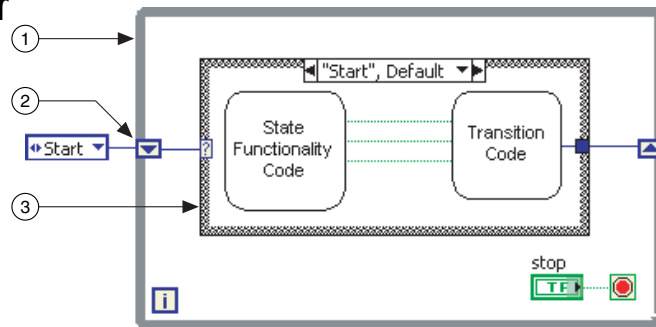 r
1
"Start", Default
2
Start
State
Functionality
Code
Transition
Code
?
3
stop
TF
i